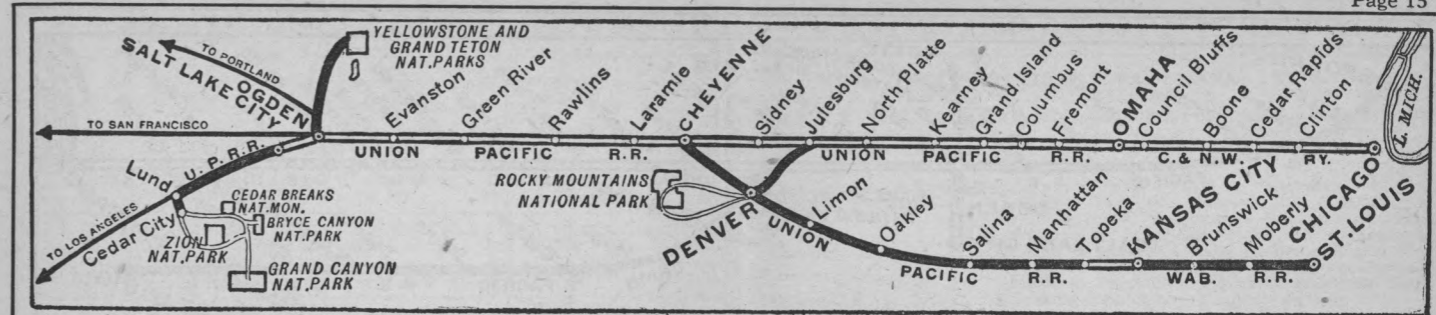 Page 15
YELLOWSTONE AND
GRAND TETON
NAT.PARKS
TO PORTLAND
SALT LAKE CITY
OGDEN
TO SAN FRANCISCO
Evanston
Green River
Rawlins
Laramie
CHEYENNE
Sidney
Julesburg
North Platte
Kearney
Grand Island
Columbus
Fremont
OMAHA
Council Bluffs
Boone
Cedar Rapids
Clinton
L. MICH.
UNION PACIFIC R.R.
UNION PACIFIC R.R.
C. & N.W. RY.
CHICAGO
U. P. R.R.
Lund
TO LOS ANGELES
Cedar City
CEDAR BREAKS
NAT.MON.
BRYCE CANYON
NAT.PARK
ZION
NAT.PARK
GRAND CANYON
NAT.PARK
ROCKY MOUNTAINS
NATIONAL PARK
DENVER
Limon
Oakley
Salina
Manhattan
Topeka
KANSAS CITY
Brunswick
Moberly
ST. LOUIS
UNION PACIFIC R.R.
WAB. R.R.